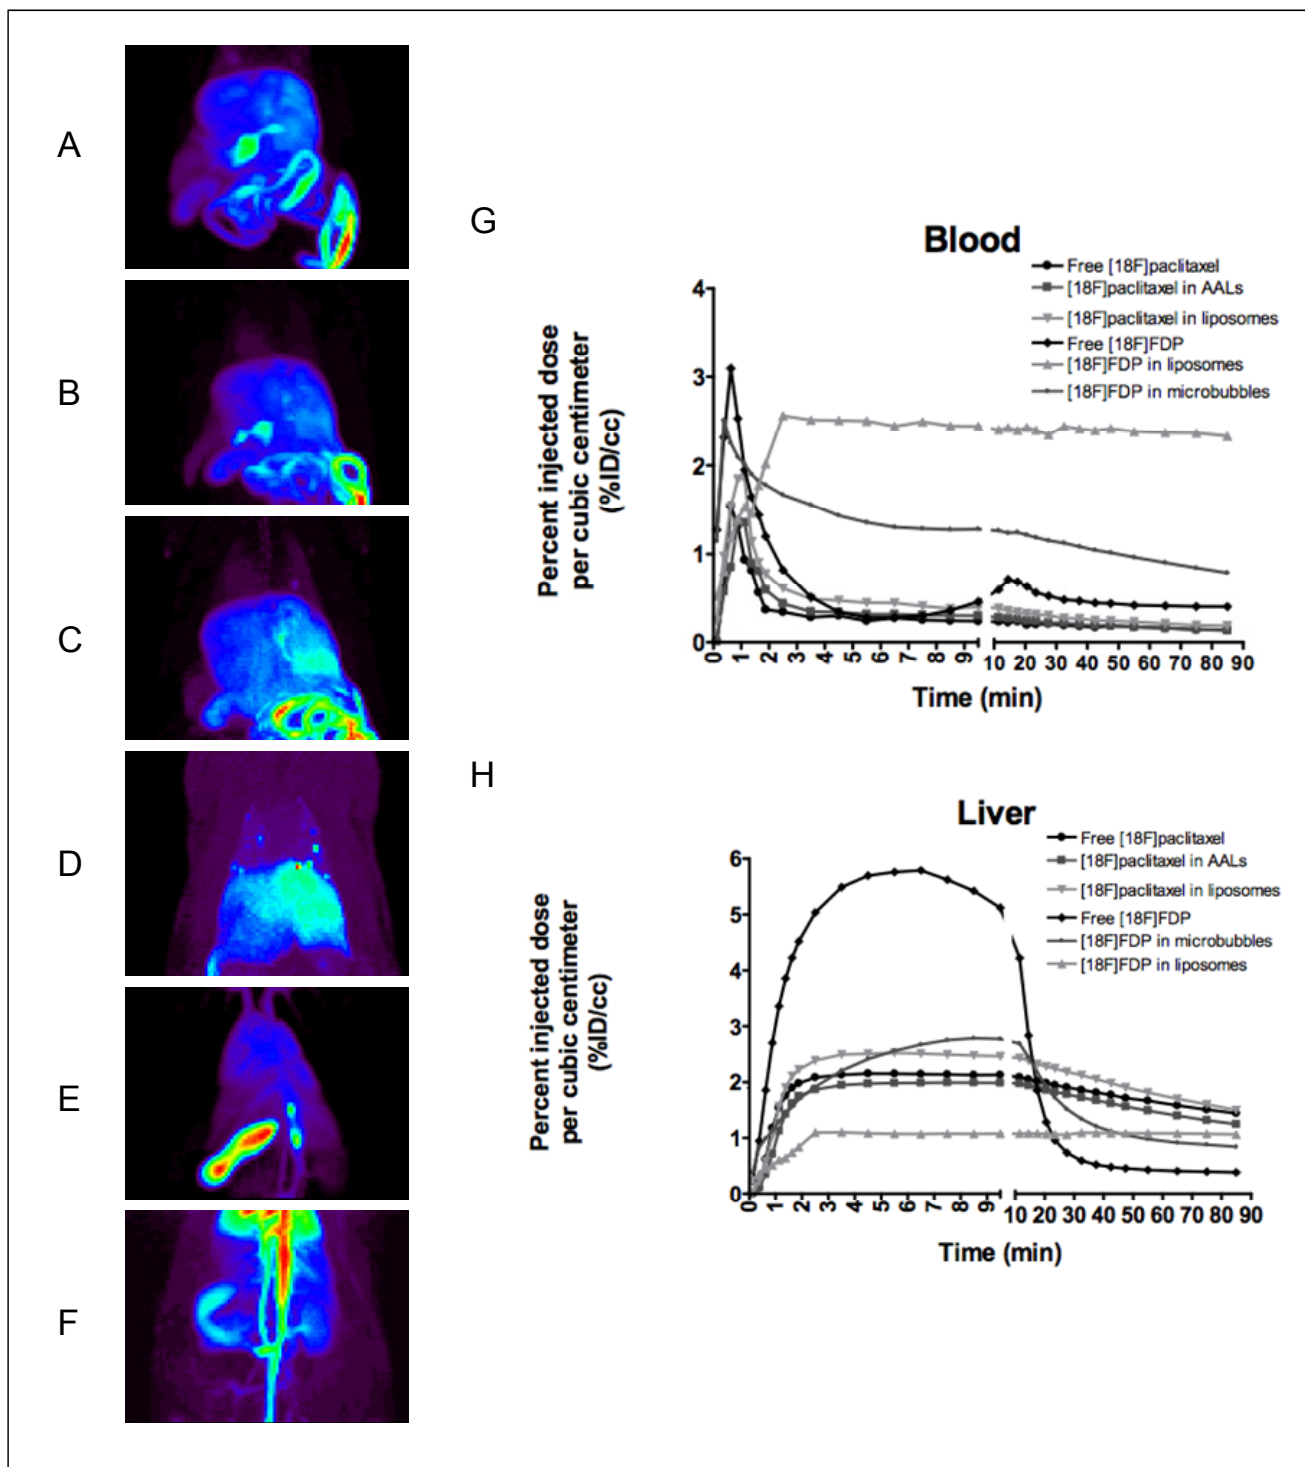 A
B
C
D
E
F
G
Blood
Free [18F]paclitaxel
[18F]paclitaxel in AALs
[18F]paclitaxel in liposomes
Free [18F]FDP
[18F]FDP in liposomes
[18F]FDP in microbubbles
Percent injected dose
per cubic centimeter
(%ID/cc)
4
3
2
1
0
0 1 2 3 4 5 6 7 8 9 10 20 30 40 50 60 70 80 90
Time (min)
H
Liver
Free [18F]paclitaxel
[18F]paclitaxel in AALs
[18F]paclitaxel in liposomes
Free [18F]FDP
[18F]FDP in microbubbles
[18F]FDP in liposomes
Percent injected dose
per cubic centimeter
(%ID/cc)
6
5
4
3
2
1
0
0 1 2 3 4 5 6 7 8 9 10 20 30 40 50 60 70 80 90
Time (min)